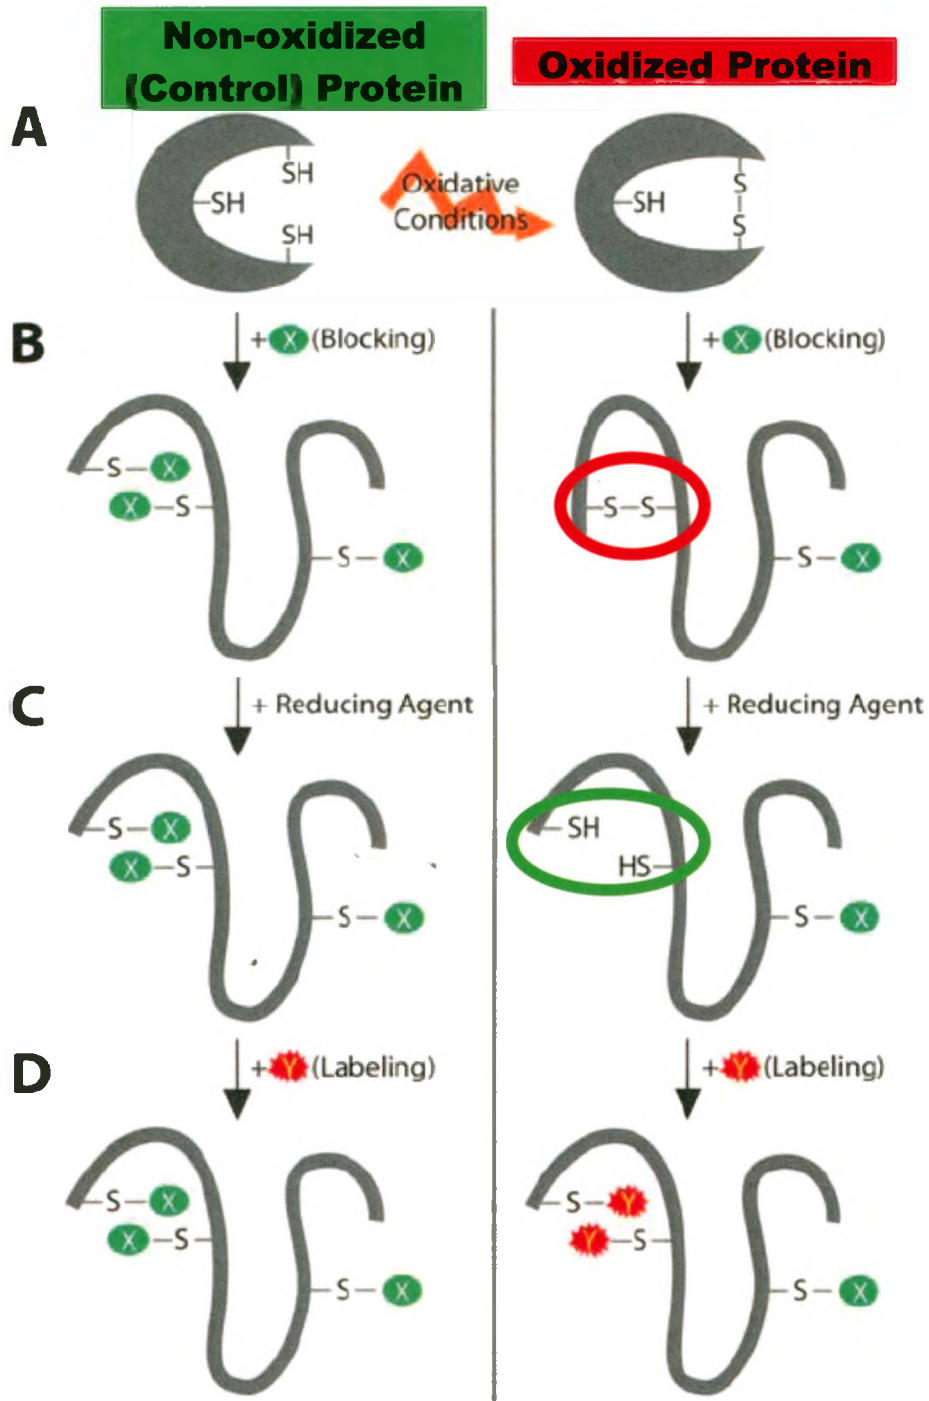 Non-oxidized
(Control) Protein
Oxidized Protein
A
SH
-SH
SH
Oxidative
Conditions
S
-SH
S
B
+ X (Blocking)
+ X (Blocking)
S-X
X-S
S-X
S-S
S-X
C
+ Reducing Agent
+ Reducing Agent
S-X
X-S
S-X
SH
HS
S-X
D
+ Y (Labeling)
+ Y (Labeling)
S-X
X-S
S-X
S-Y
Y-S
S-X